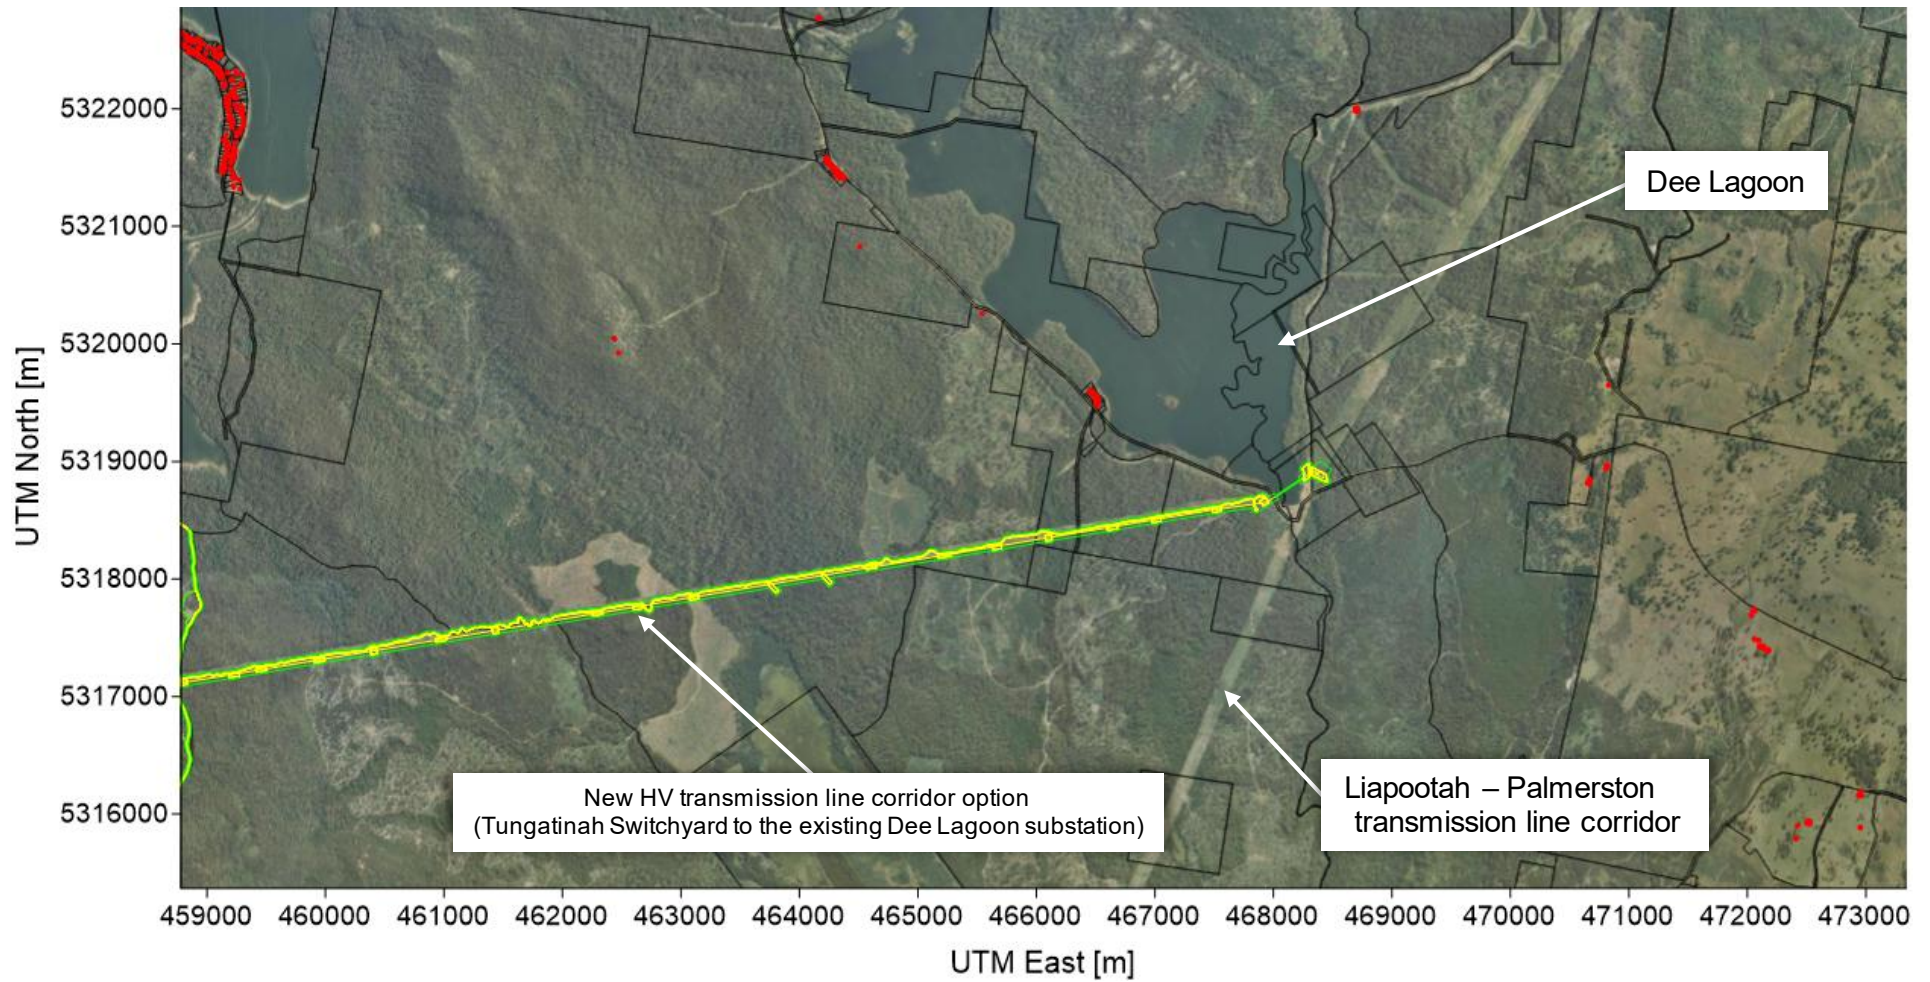 5322000
5321000
5320000
5319000
5318000
5317000
5316000
UTM North [m]
Dee Lagoon
New HV transmission line corridor option
(Tungatinah Switchyard to the existing Dee Lagoon substation)
Liapootah – Palmerston
transmission line corridor
459000 460000 461000 462000 463000 464000 465000 466000 467000 468000 469000 470000 471000 472000 473000
UTM East [m]